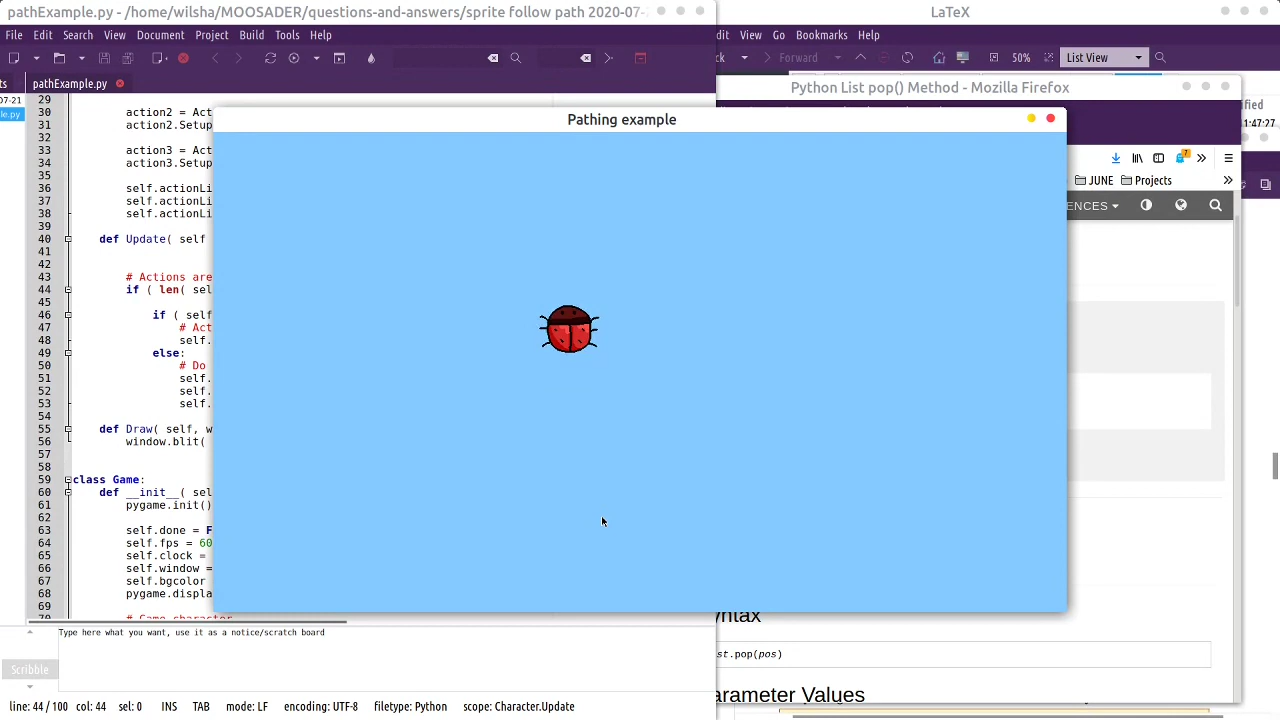 pathExample.py - /home/wilsha/MOOSADER/questions-and-answers/sprite follow path 2020-07-
LaTeX
File Edit Search View Document Project Build Tools Help
dit View Go Bookmarks Help
Forward
50%
List View
pathExample.py
Python List pop() Method - Mozilla Firefox
07-21
le.py
29
30 action2 = Act
31 action2.Setup
32
33 action3 = Act
34 action3.Setup
35
36 self.actionLi
37 self.actionLi
38 self.actionLi
39
40 def Update( self
41
42
43 # Actions are
44 if ( len( sel
45
46 if ( self
47 # Act
48 self.
49 else:
50 # Do
51 self.
52 self.
53 self.
54
55 def Draw( self, w
56 window.blit(
57
58
59 class Game:
60 def __init__( sel
61 pygame.init()
62
63 self.done = F
64 self.fps = 60
65 self.clock =
66 self.window =
67 self.bgcolor
68 pygame.displa
69
Pathing example
1:47:27
7
JUNE Projects
ENCES
ntax
st.pop(pos)
arameter Values
Type here what you want, use it as a notice/scratch board
Scribble
line: 44 / 100 col: 44 sel: 0 INS TAB mode: LF encoding: UTF-8 filetype: Python scope: Character.Update